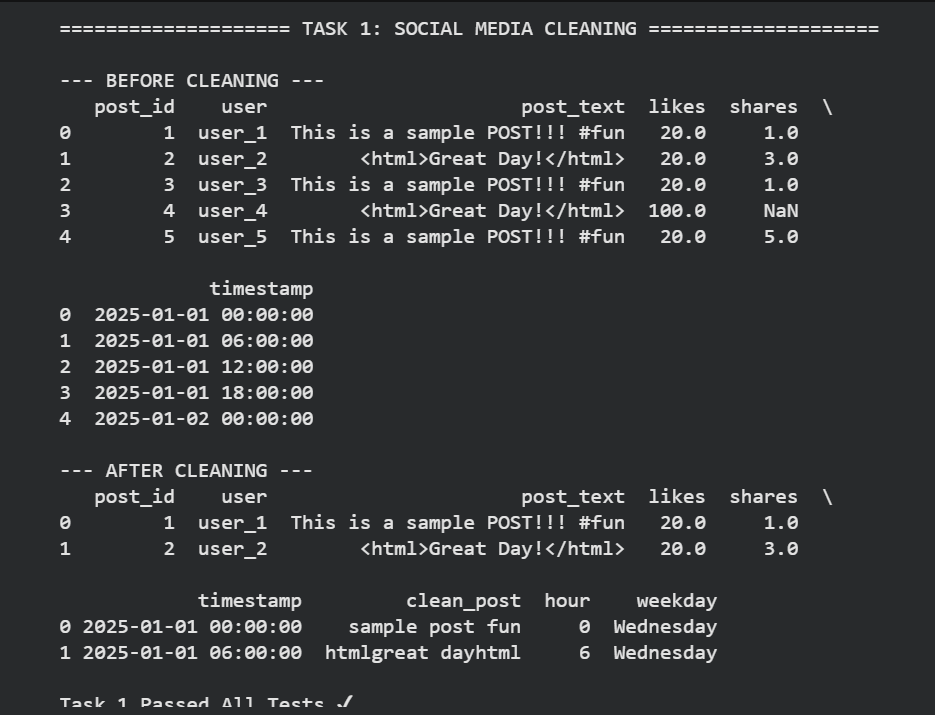 ==================== TASK 1: SOCIAL MEDIA CLEANING ====================
--- BEFORE CLEANING ---
   post_id    user                      post_text  likes  shares  \
0        1  user_1  This is a sample POST!!! #fun   20.0     1.0
1        2  user_2        <html>Great Day!</html>   20.0     3.0
2        3  user_3  This is a sample POST!!! #fun   20.0     1.0
3        4  user_4        <html>Great Day!</html>  100.0     NaN
4        5  user_5  This is a sample POST!!! #fun   20.0     5.0
             timestamp
0  2025-01-01 00:00:00
1  2025-01-01 06:00:00
2  2025-01-01 12:00:00
3  2025-01-01 18:00:00
4  2025-01-02 00:00:00
--- AFTER CLEANING ---
   post_id    user                      post_text  likes  shares  \
0        1  user_1  This is a sample POST!!! #fun   20.0     1.0
1        2  user_2        <html>Great Day!</html>   20.0     3.0
            timestamp         clean_post  hour    weekday
0 2025-01-01 00:00:00    sample post fun     0  Wednesday
1 2025-01-01 06:00:00  htmlgreat dayhtml     6  Wednesday
Task 1 Passed All Tests ✓